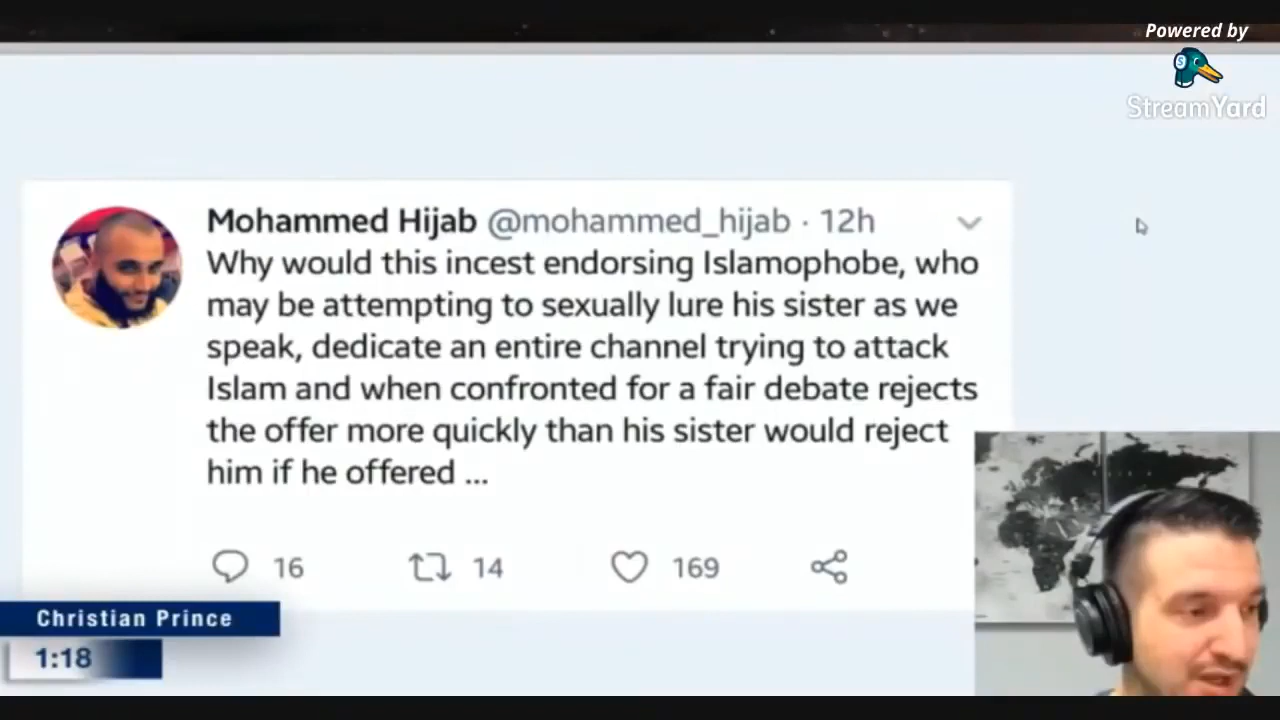 Powered by
StreamYard
Mohammed Hijab @mohammed_hijab · 12h
Why would this incest endorsing Islamophobe, who
may be attempting to sexually lure his sister as we
speak, dedicate an entire channel trying to attack
Islam and when confronted for a fair debate rejects
the offer more quickly than his sister would reject
him if he offered ...
16 14 169
Christian Prince
1:18